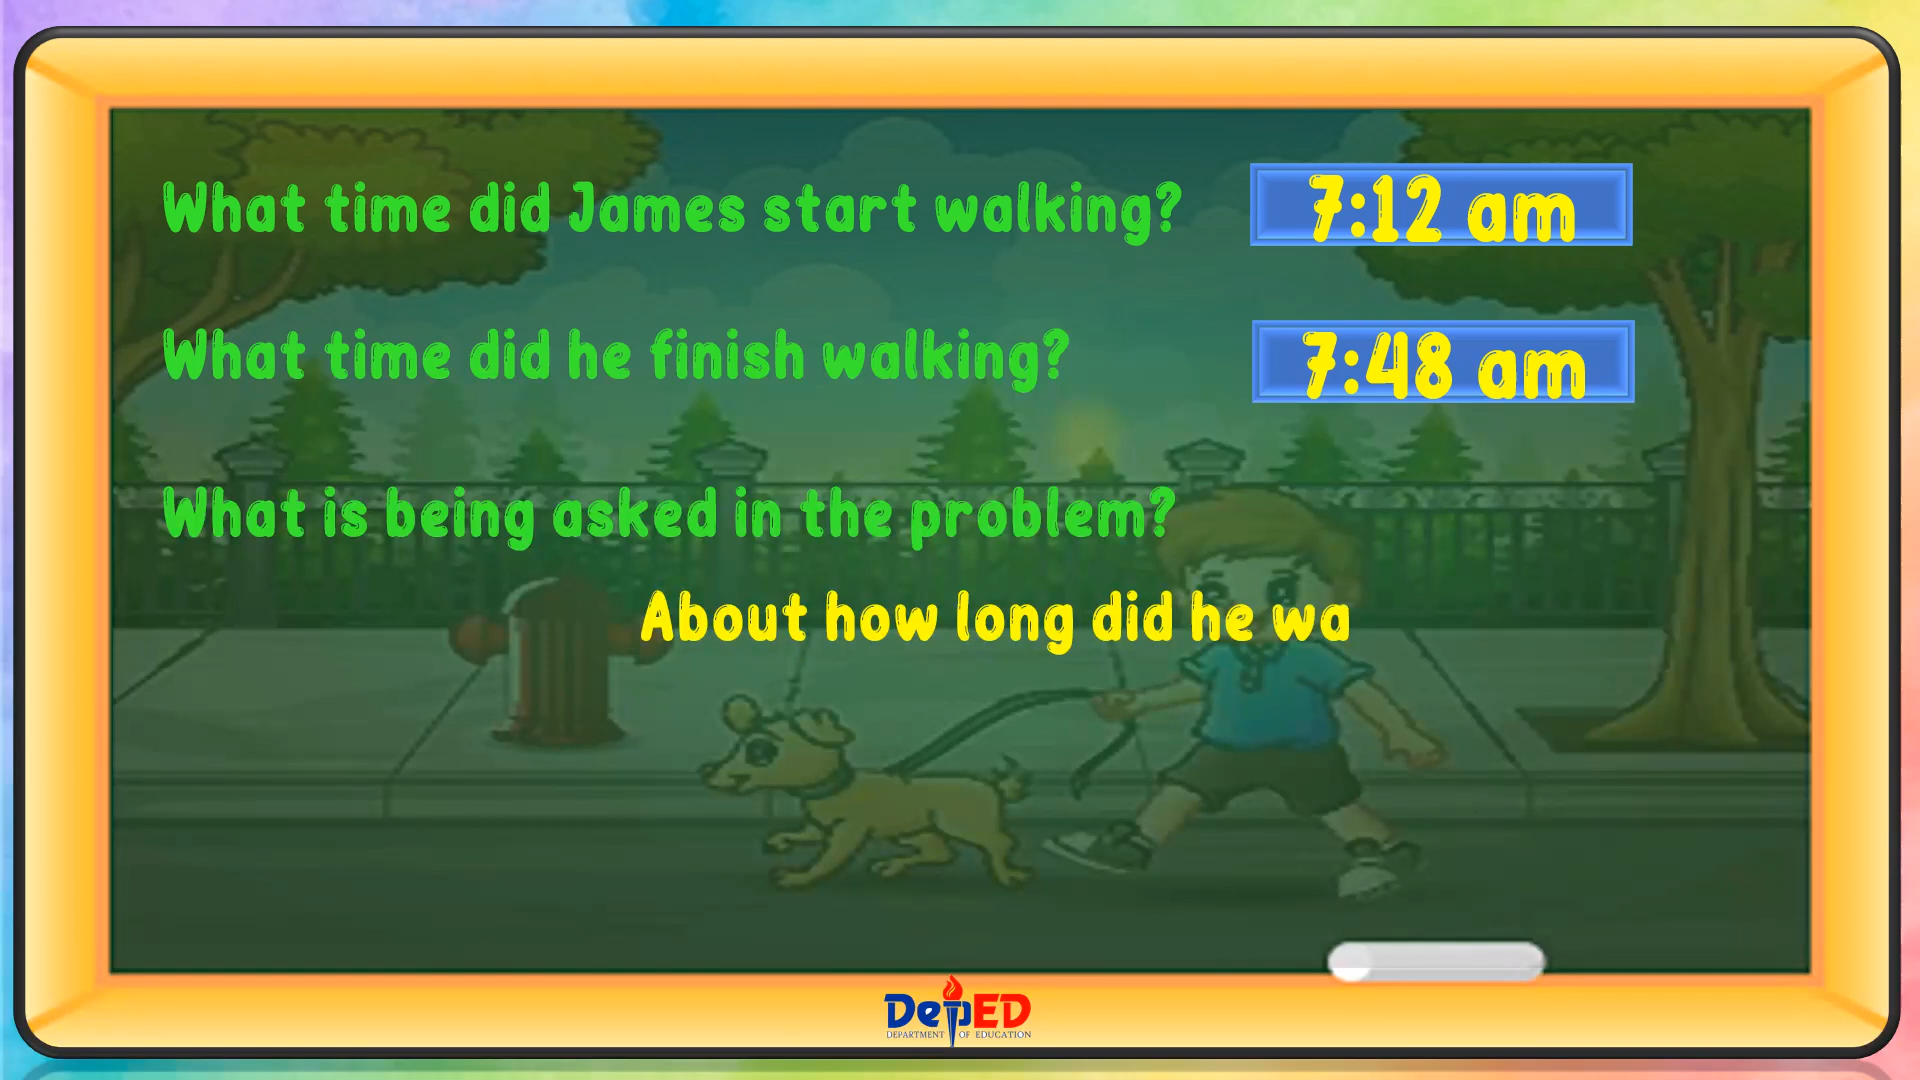 What time did James start walking?
7:12 am
What time did he finish walking?
7:48 am
What is being asked in the problem?
About how long did he wa
DepED
DEPARTMENT OF EDUCATION